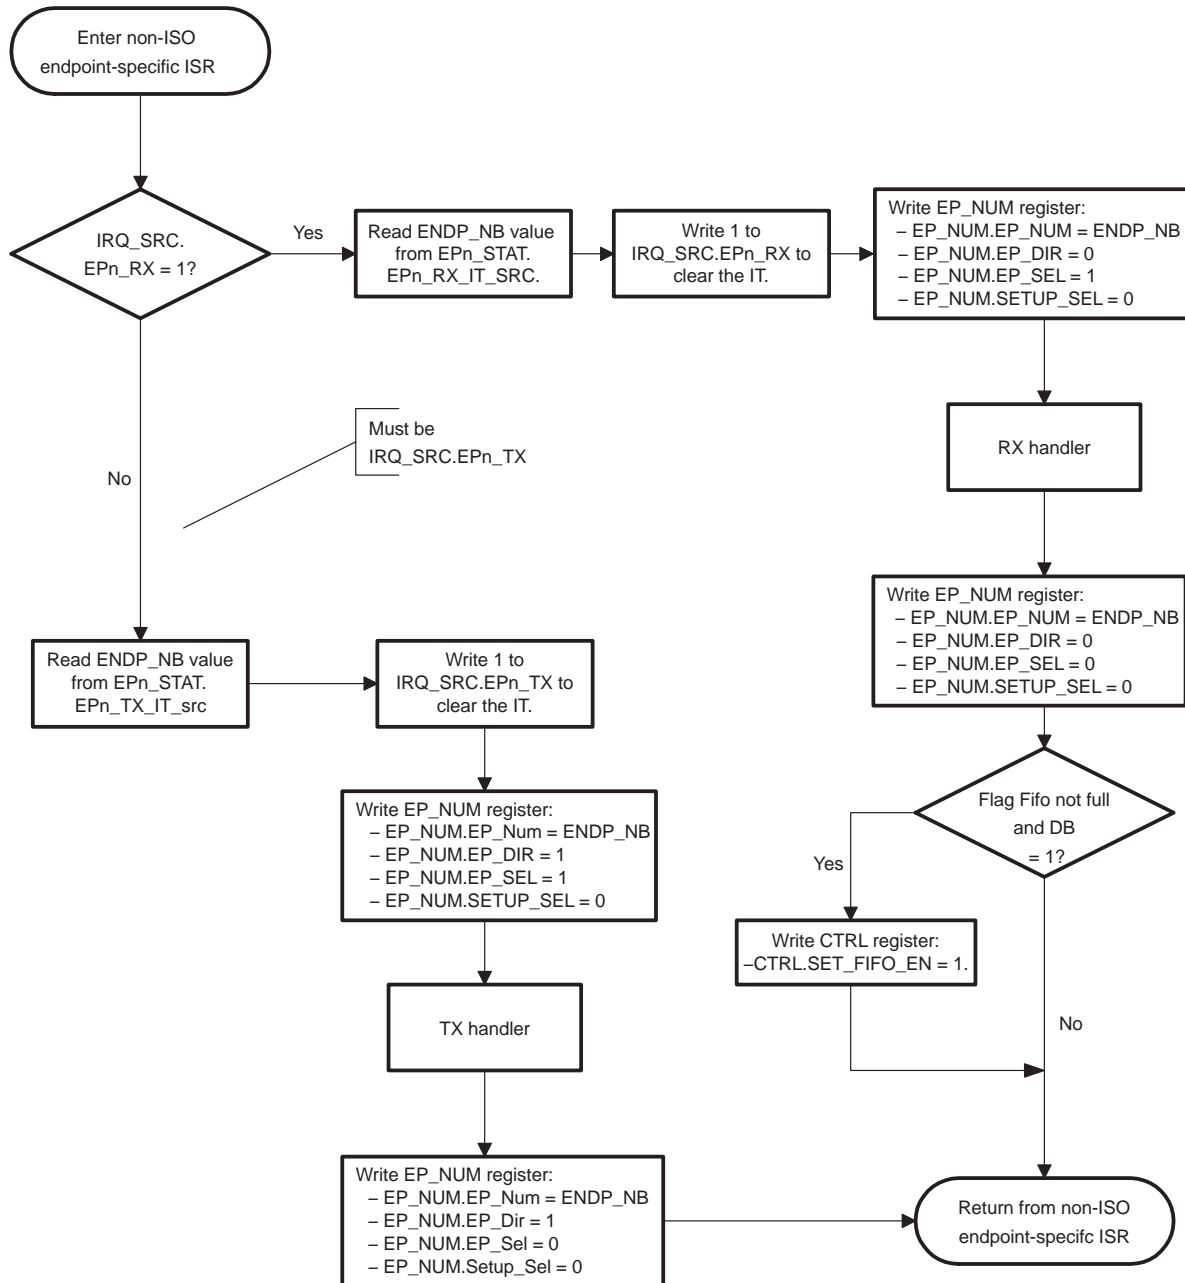 Enter non-ISO
endpoint-specific ISR
IRQ_SRC.
EPn_RX = 1?
Yes
Read ENDP_NB value
from EPn_STAT.
EPn_RX_IT_SRC.
Write 1 to
IRQ_SRC.EPn_RX to
clear the IT.
Write EP_NUM register:
– EP_NUM.EP_NUM = ENDP_NB
– EP_NUM.EP_DIR = 0
– EP_NUM.EP_SEL = 1
– EP_NUM.SETUP_SEL = 0
RX handler
Must be
IRQ_SRC.EPn_TX
No
Write EP_NUM register:
– EP_NUM.EP_NUM = ENDP_NB
– EP_NUM.EP_DIR = 0
– EP_NUM.EP_SEL = 0
– EP_NUM.SETUP_SEL = 0
Read ENDP_NB value
from EPn_STAT.
EPn_TX_IT_src
Write 1 to
IRQ_SRC.EPn_TX to
clear the IT.
Write EP_NUM register:
– EP_NUM.EP_Num = ENDP_NB
– EP_NUM.EP_DIR = 1
– EP_NUM.EP_SEL = 1
– EP_NUM.SETUP_SEL = 0
Flag Fifo not full
and DB
= 1?
Yes
Write CTRL register:
–CTRL.SET_FIFO_EN = 1.
No
TX handler
Write EP_NUM register:
– EP_NUM.EP_Num = ENDP_NB
– EP_NUM.EP_Dir = 1
– EP_NUM.EP_Sel = 0
– EP_NUM.Setup_Sel = 0
Return from non-ISO
endpoint-specifc ISR